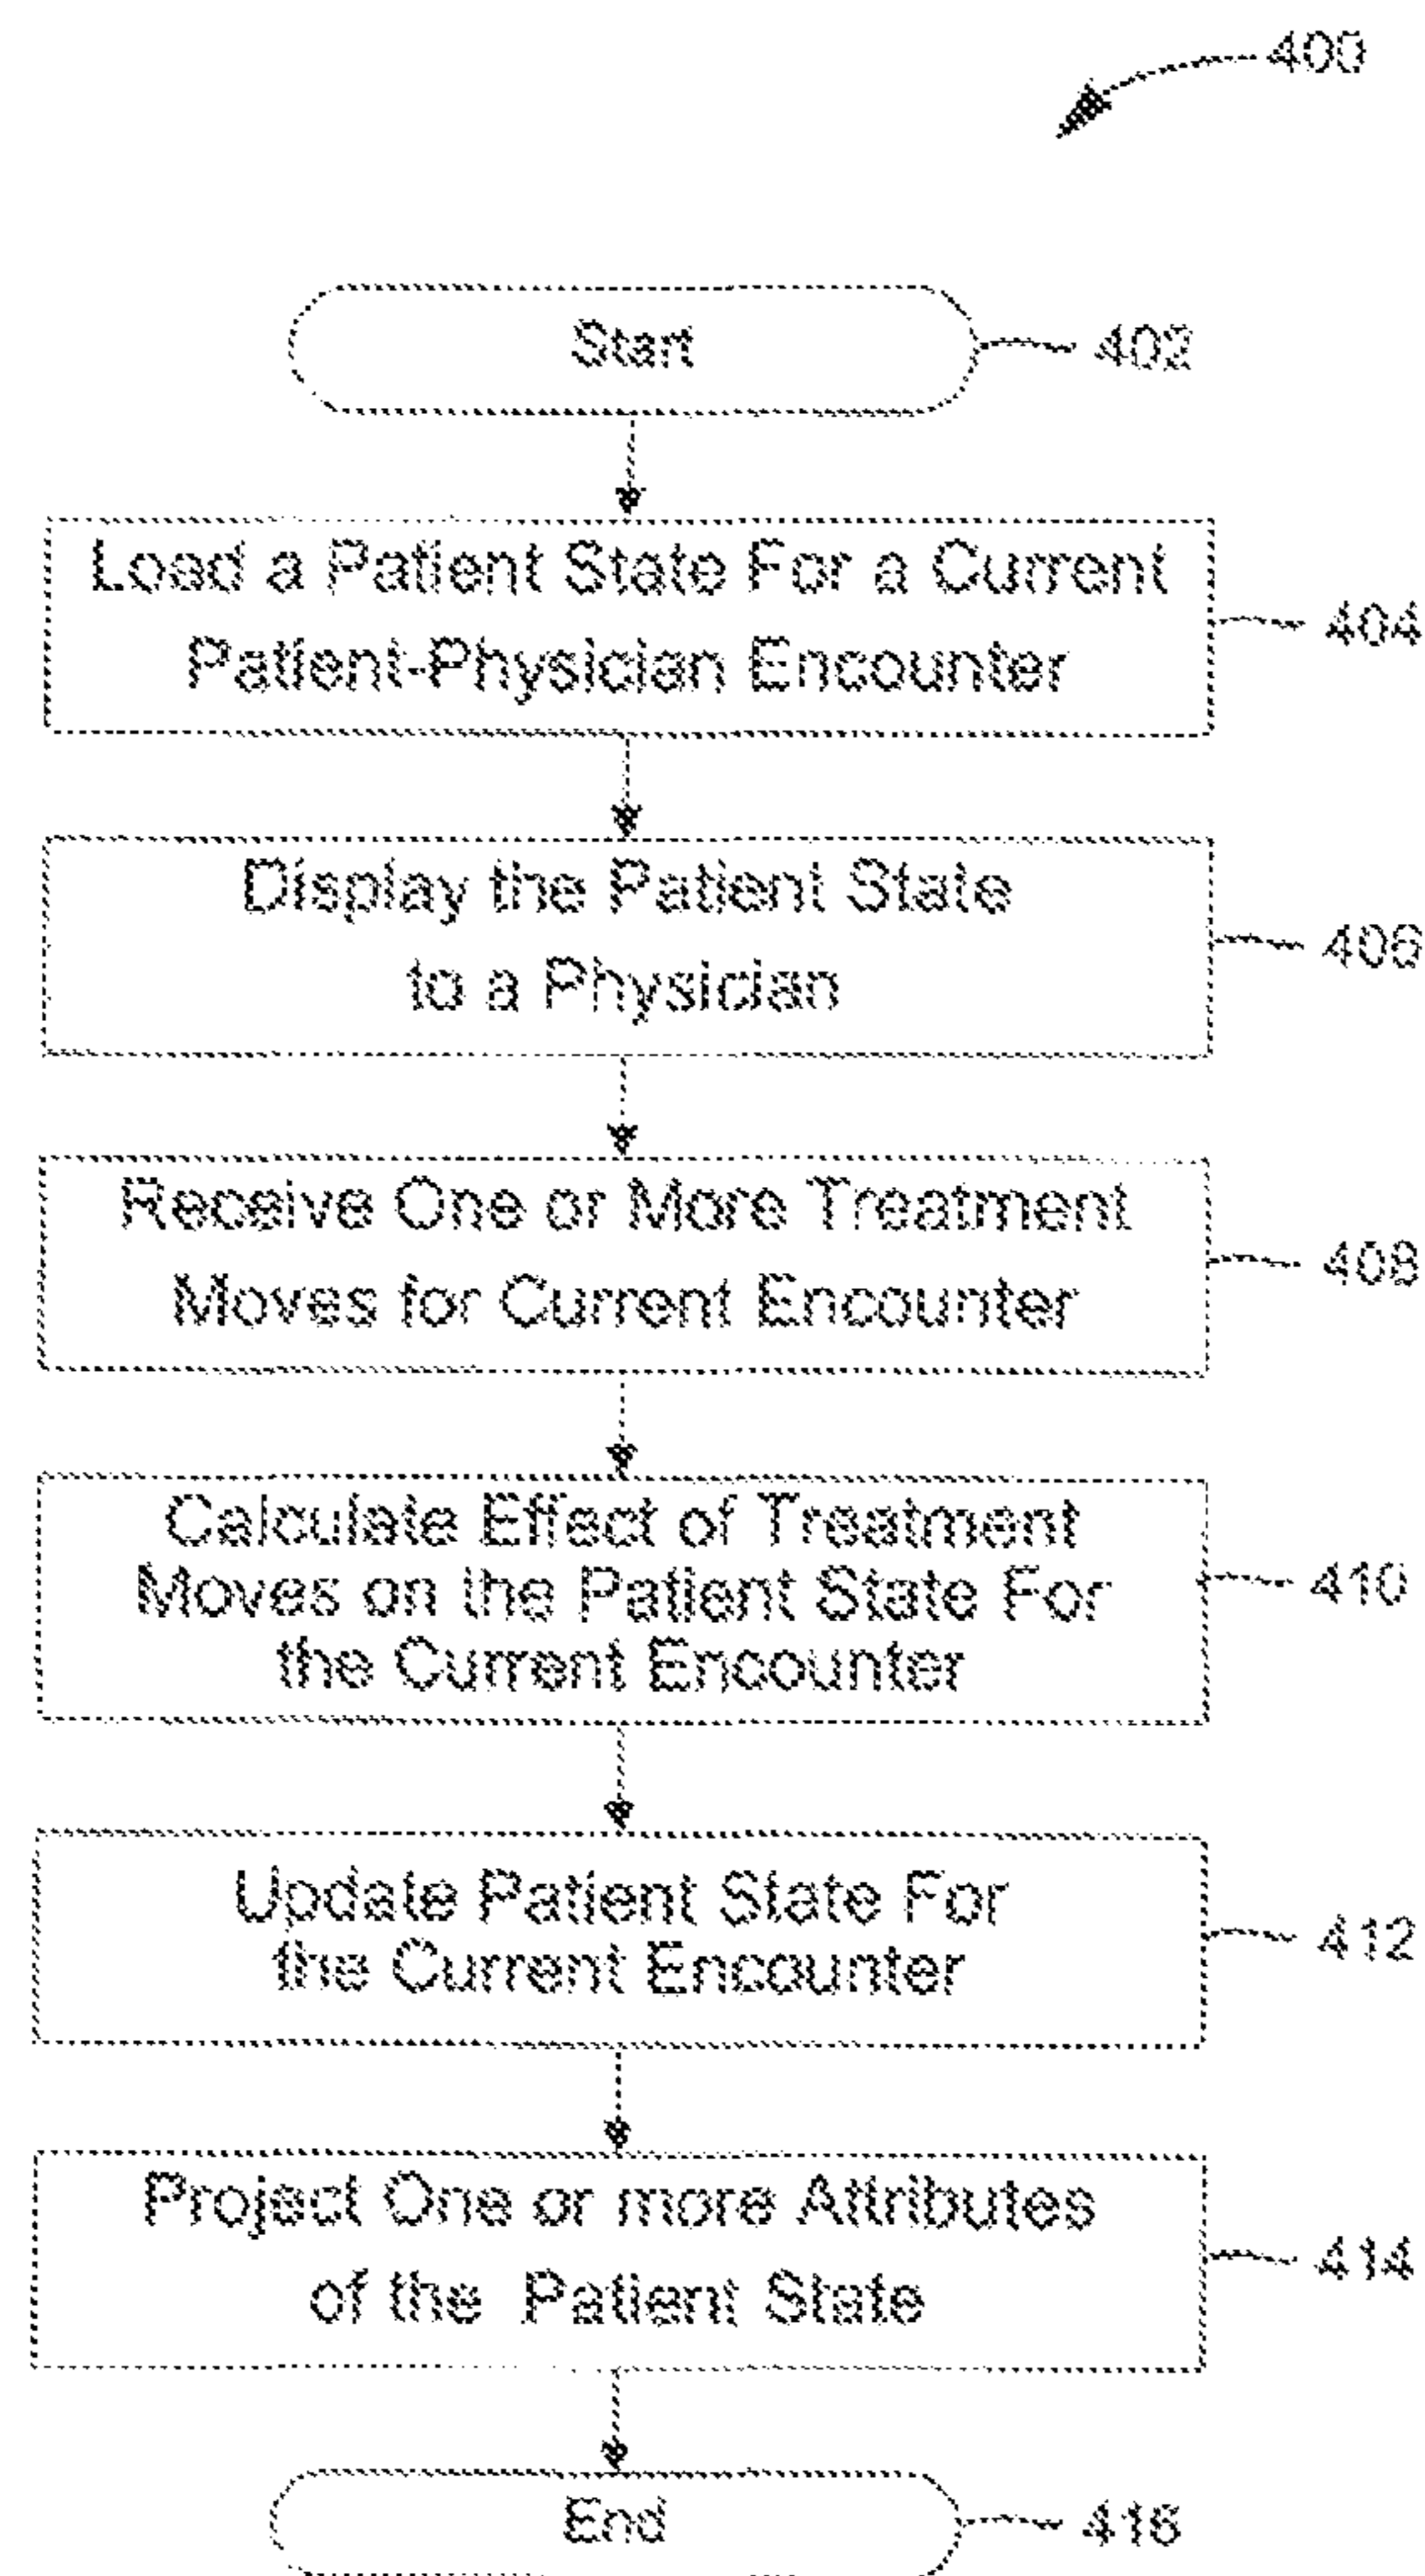 400
Start
402
Load a Patient State For a Current
Patient-Physician Encounter
404
Display the Patient State
to a Physician
406
Receive One or More Treatment
Moves for Current Encounter
408
Calculate Effect of Treatment
Moves on the Patient State For
the Current Encounter
410
Update Patient State For
the Current Encounter
412
Project One or more Attributes
of the Patient State
414
End
416